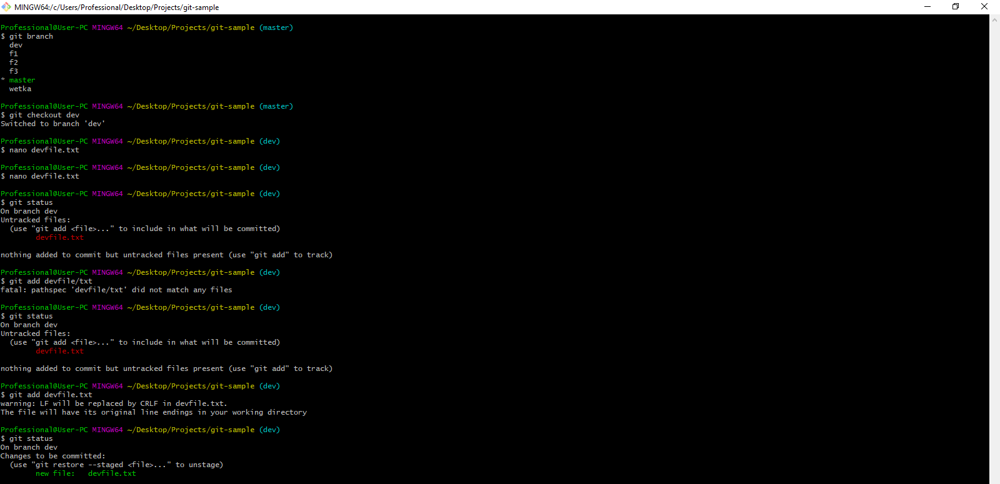 MINGW64:/c/Users/Professional/Desktop/Projects/git-sample
Professional@User-PC MINGW64 ~/Desktop/Projects/git-sample (master)
$ git branch
  dev
  f1
  f2
  f3
* master
  wetka
Professional@User-PC MINGW64 ~/Desktop/Projects/git-sample (master)
$ git checkout dev
Switched to branch 'dev'
Professional@User-PC MINGW64 ~/Desktop/Projects/git-sample (dev)
$ nano devfile.txt
Professional@User-PC MINGW64 ~/Desktop/Projects/git-sample (dev)
$ nano devfile.txt
Professional@User-PC MINGW64 ~/Desktop/Projects/git-sample (dev)
$ git status
On branch dev
Untracked files:
  (use "git add <file>..." to include in what will be committed)
        devfile.txt
nothing added to commit but untracked files present (use "git add" to track)
Professional@User-PC MINGW64 ~/Desktop/Projects/git-sample (dev)
$ git add devfile/txt
fatal: pathspec 'devfile/txt' did not match any files
Professional@User-PC MINGW64 ~/Desktop/Projects/git-sample (dev)
$ git status
On branch dev
Untracked files:
  (use "git add <file>..." to include in what will be committed)
        devfile.txt
nothing added to commit but untracked files present (use "git add" to track)
Professional@User-PC MINGW64 ~/Desktop/Projects/git-sample (dev)
$ git add devfile.txt
warning: LF will be replaced by CRLF in devfile.txt.
The file will have its original line endings in your working directory
Professional@User-PC MINGW64 ~/Desktop/Projects/git-sample (dev)
$ git status
On branch dev
Changes to be committed:
  (use "git restore --staged <file>..." to unstage)
        new file:   devfile.txt